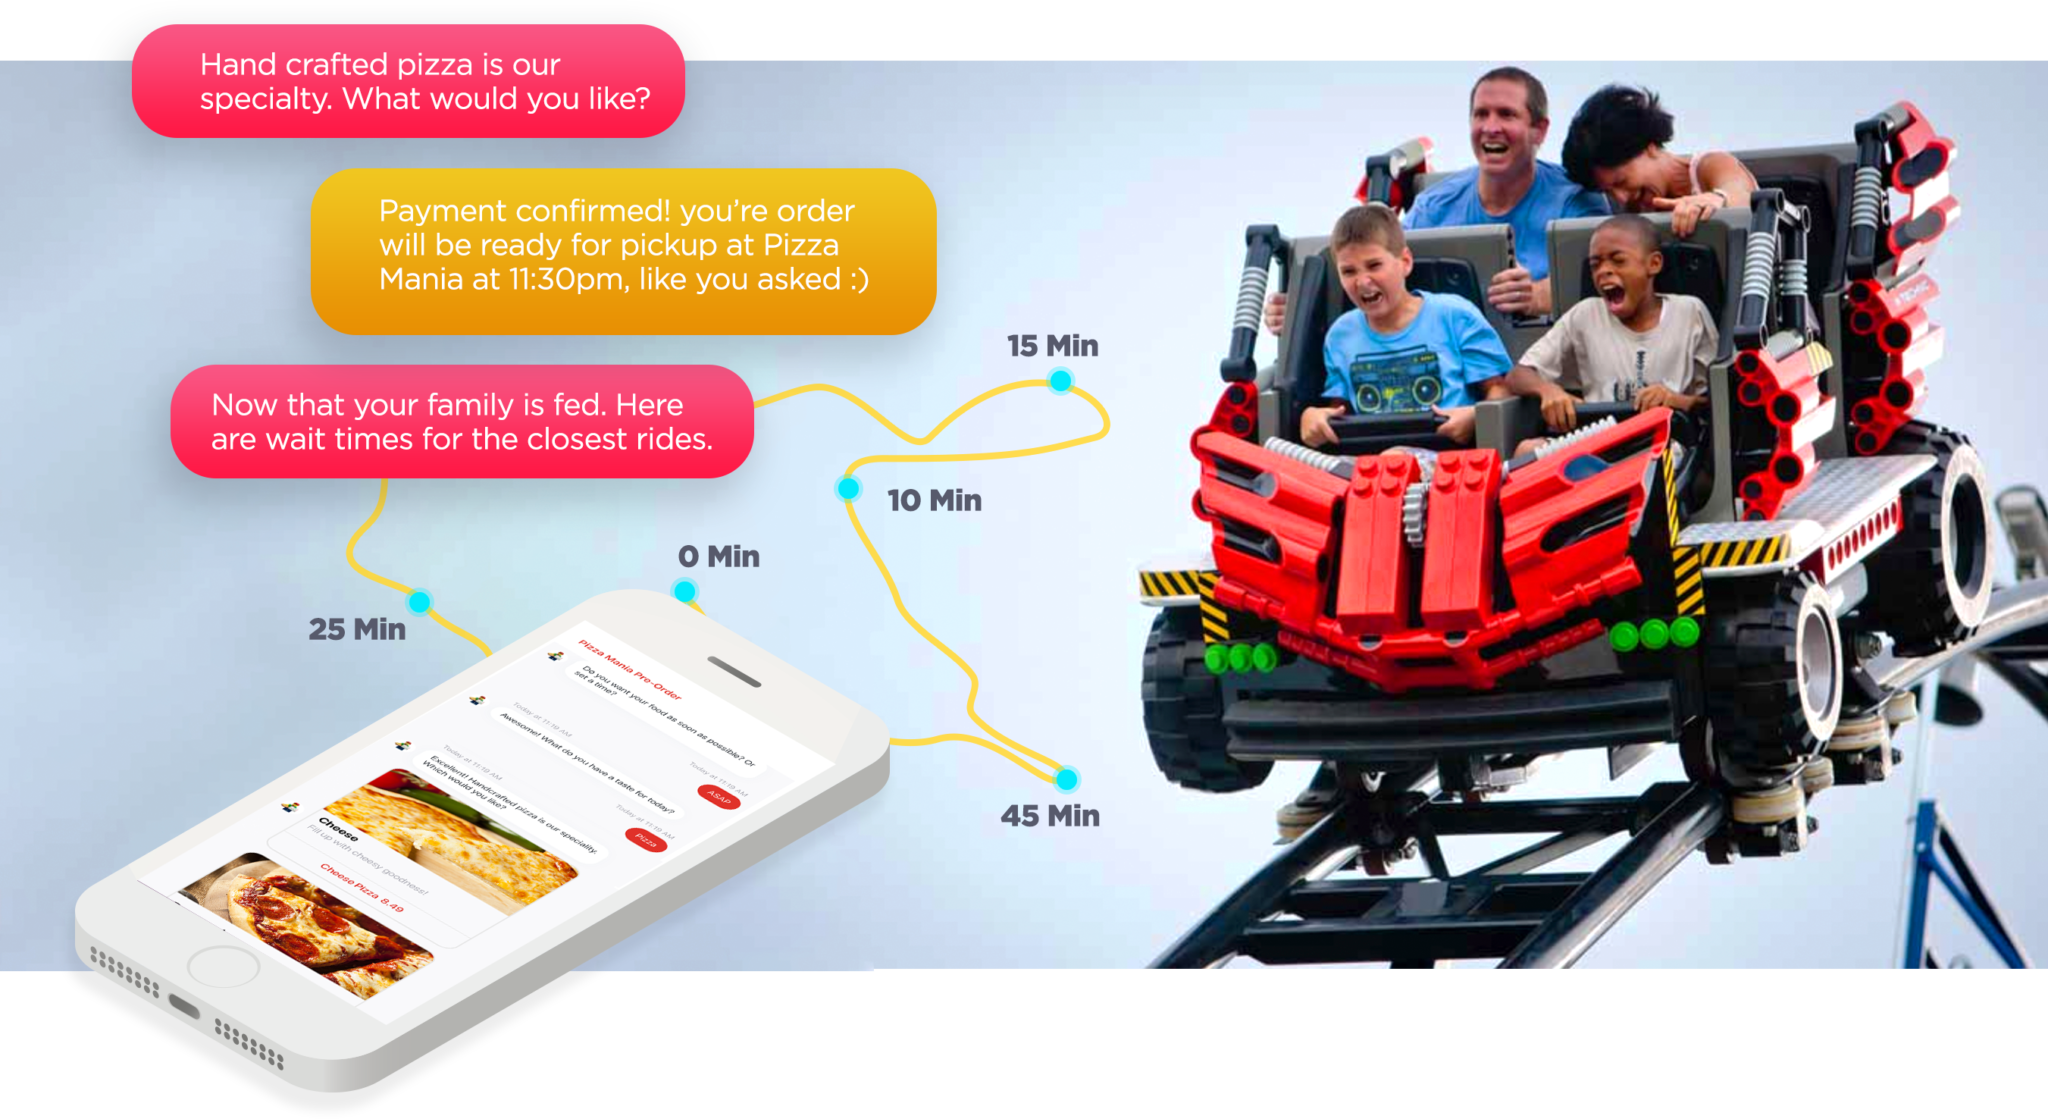 Hand crafted pizza is our
specialty. What would you like?
Payment confirmed! you're order
will be ready for pickup at Pizza
Mania at 11:30pm, like you asked :)
Now that your family is fed. Here
are wait times for the closest rides.
15 Min
10 Min
0 Min
25 Min
45 Min
Pizza Mania Pre-Order
Do you want your food as soon as possible? Or
set a time?
Today at 11:18 AM
ASAP
Today at 11:19 AM
Awesome! What do you have a taste for today?
Today at 11:19 AM
Pizza
Today at 11:19 AM
Excellent! Handcrafted pizza is our speciality.
Which would you like?
Cheese
Fill up with cheesy goodness!
Cheese Pizza 8.49
TECHNIC